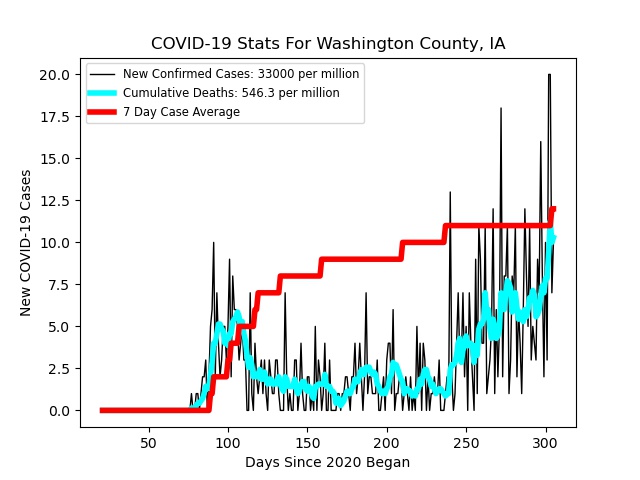 COVID-19 Stats For Washington County, IA
New Confirmed Cases: 33000 per million
Cumulative Deaths: 546.3 per million
7 Day Case Average
New COVID-19 Cases
20.0
17.5
15.0
12.5
10.0
7.5
5.0
2.5
0.0
50 100 150 200 250 300
Days Since 2020 Began